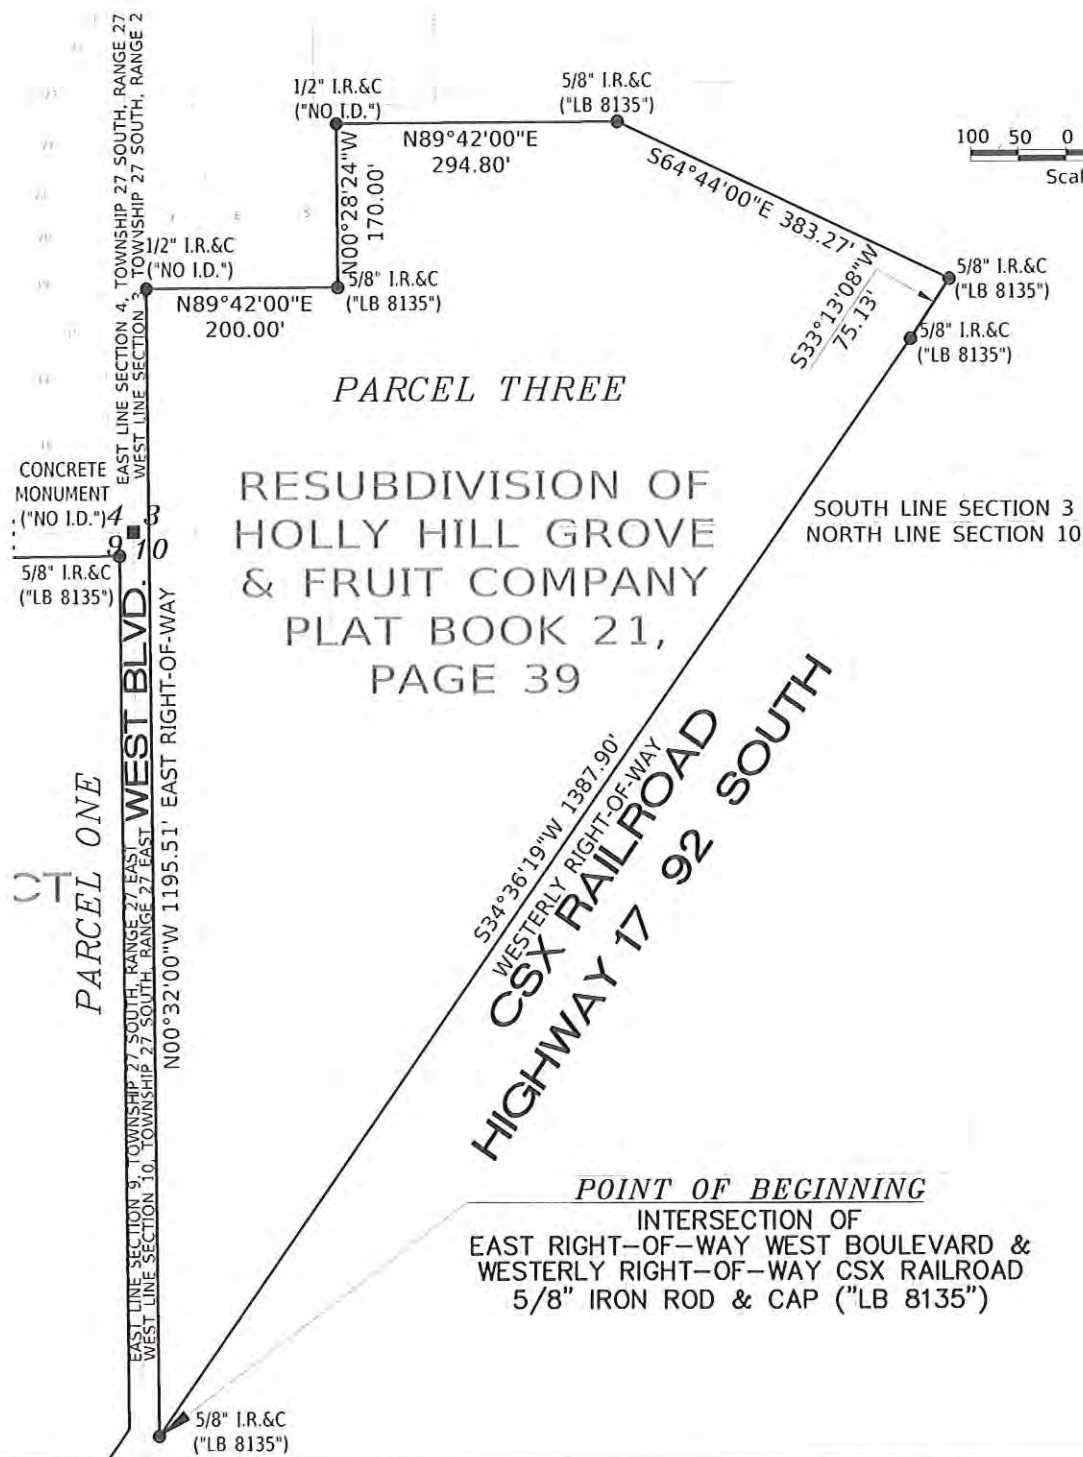 EAST LINE SECTION 4, TOWNSHIP 27 SOUTH, RANGE 27
WEST LINE SECTION 3, TOWNSHIP 27 SOUTH, RANGE 2
1/2" I.R.&C
("NO I.D.")
5/8" I.R.&C
("LB 8135")
N89°42'00"E
294.80'
100 50 0
Scal
S64°44'00"E 383.27'
N00°28'24"W
170.00'
1/2" I.R.&C
("NO I.D.")
N89°42'00"E
200.00'
5/8" I.R.&C
("LB 8135")
S33°13'08"W
75.13'
5/8" I.R.&C
("LB 8135")
5/8" I.R.&C
("LB 8135")
PARCEL THREE
RESUBDIVISION OF
HOLLY HILL GROVE
& FRUIT COMPANY
PLAT BOOK 21,
PAGE 39
CONCRETE
MONUMENT
("NO I.D.")
4 3
9 10
5/8" I.R.&C
("LB 8135")
SOUTH LINE SECTION 3
NORTH LINE SECTION 10
WEST BLVD.
N00°32'00"W 1195.51' EAST RIGHT-OF-WAY
PARCEL ONE
CT
EAST LINE SECTION 9, TOWNSHIP 27 SOUTH, RANGE 27 EAST
WEST LINE SECTION 10, TOWNSHIP 27 SOUTH, RANGE 27 EAST
S34°36'19"W 1387.90'
WESTERLY RIGHT-OF-WAY
CSX RAILROAD
HIGHWAY 17 92 SOUTH
POINT OF BEGINNING
INTERSECTION OF
EAST RIGHT-OF-WAY WEST BOULEVARD &
WESTERLY RIGHT-OF-WAY CSX RAILROAD
5/8" IRON ROD & CAP ("LB 8135")
5/8" I.R.&C
("LB 8135")